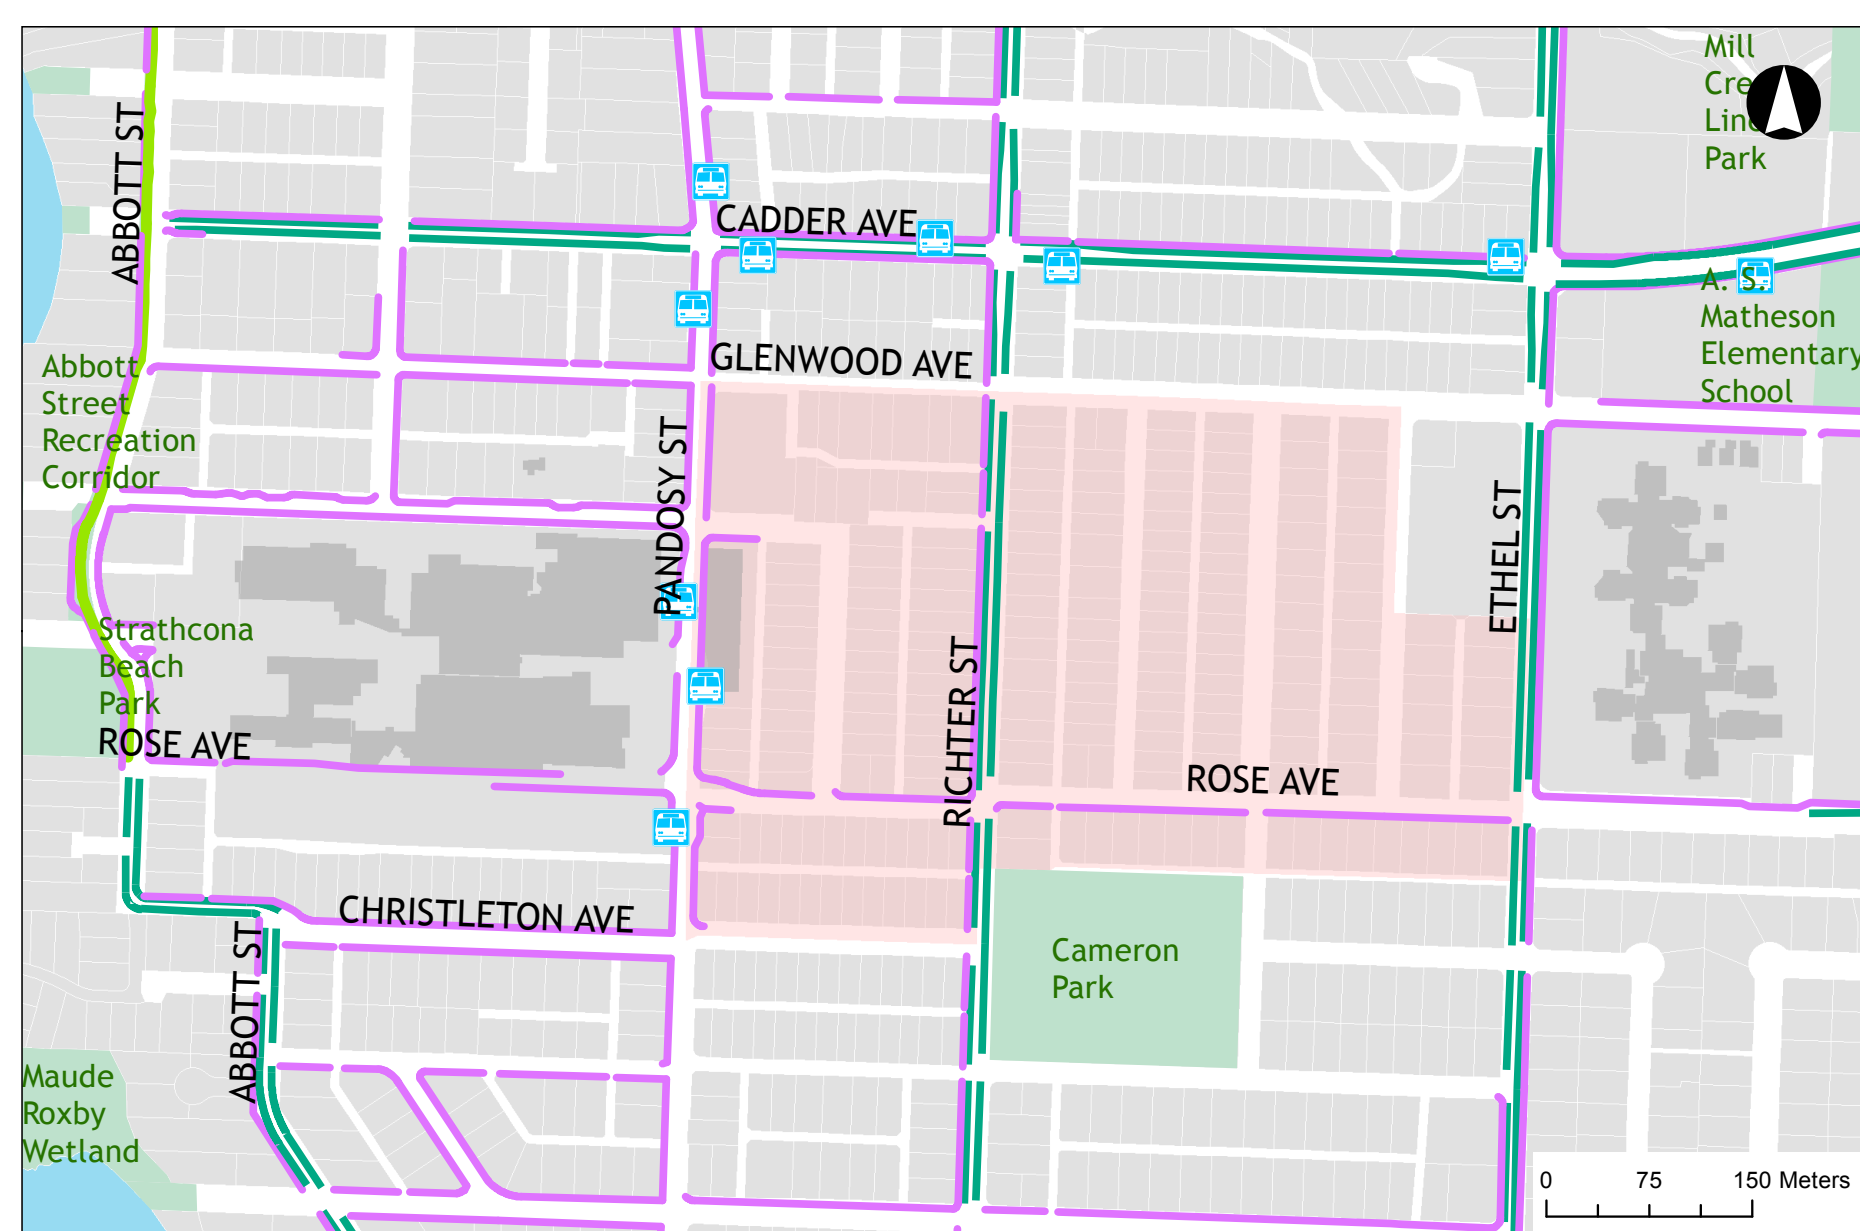 Mill
Park
ABBOTT ST
CADDER AVE
A. S.
Matheson
Elementary
School
GLENWOOD AVE
Abbott
Street
Recreation
Corridor
PANDOSY ST
ETHEL ST
Strathcona
Beach
Park
ROSE AVE
RICHTER ST
ROSE AVE
CHRISTLETON AVE
ABBOTT ST
Cameron
Park
Maude
Roxby
Wetland
0 75 150 Meters